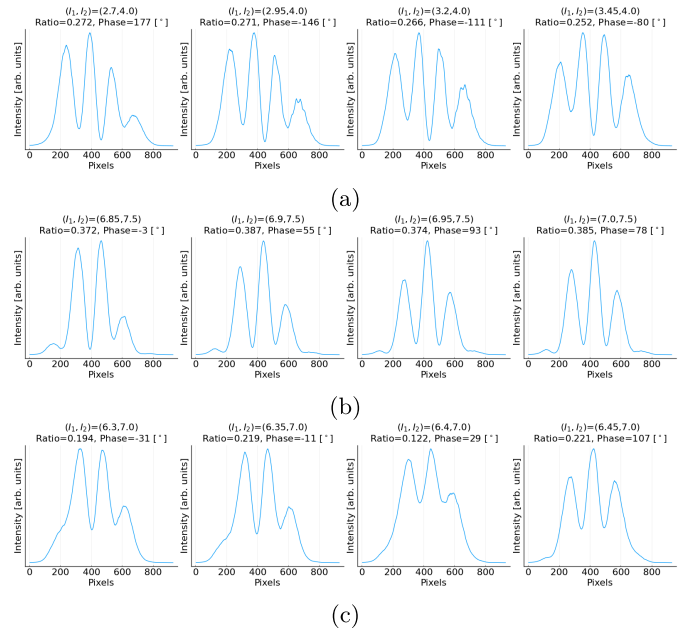 (I₁, I₂)=(2.7,4.0)
Ratio=0.272, Phase=177 [°]
Intensity [arb. units]
0 200 400 600 800
Pixels
(I₁, I₂)=(2.95,4.0)
Ratio=0.271, Phase=-146 [°]
Intensity [arb. units]
0 200 400 600 800
Pixels
(I₁, I₂)=(3.2,4.0)
Ratio=0.266, Phase=-111 [°]
Intensity [arb. units]
0 200 400 600 800
Pixels
(I₁, I₂)=(3.45,4.0)
Ratio=0.252, Phase=-80 [°]
Intensity [arb. units]
0 200 400 600 800
Pixels
(a)
(I₁, I₂)=(6.85,7.5)
Ratio=0.372, Phase=-3 [°]
Intensity [arb. units]
0 200 400 600 800
Pixels
(I₁, I₂)=(6.9,7.5)
Ratio=0.387, Phase=55 [°]
Intensity [arb. units]
0 200 400 600 800
Pixels
(I₁, I₂)=(6.95,7.5)
Ratio=0.374, Phase=93 [°]
Intensity [arb. units]
0 200 400 600 800
Pixels
(I₁, I₂)=(7.0,7.5)
Ratio=0.385, Phase=78 [°]
Intensity [arb. units]
0 200 400 600 800
Pixels
(b)
(I₁, I₂)=(6.3,7.0)
Ratio=0.194, Phase=-31 [°]
Intensity [arb. units]
0 200 400 600 800
Pixels
(I₁, I₂)=(6.35,7.0)
Ratio=0.219, Phase=-11 [°]
Intensity [arb. units]
0 200 400 600 800
Pixels
(I₁, I₂)=(6.4,7.0)
Ratio=0.122, Phase=29 [°]
Intensity [arb. units]
0 200 400 600 800
Pixels
(I₁, I₂)=(6.45,7.0)
Ratio=0.221, Phase=107 [°]
Intensity [arb. units]
0 200 400 600 800
Pixels
(c)